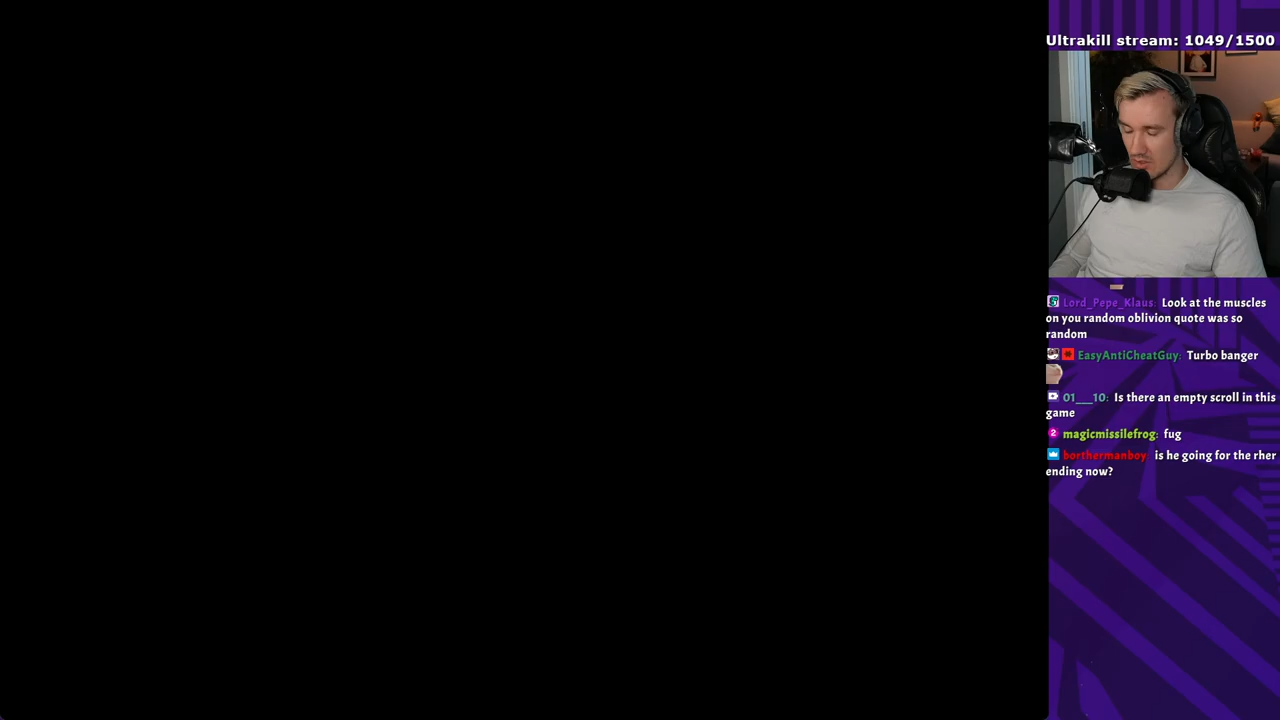 Ultrakill stream: 1049/1500
Lord_Pepe_Klaus: Look at the muscles
on you random oblivion quote was so
random
EasyAntiCheatGuy: Turbo banger
01___10: Is there an empty scroll in this
game
2 magicmissilefrog: fug
borthermanboy: is he going for the rher
ending now?